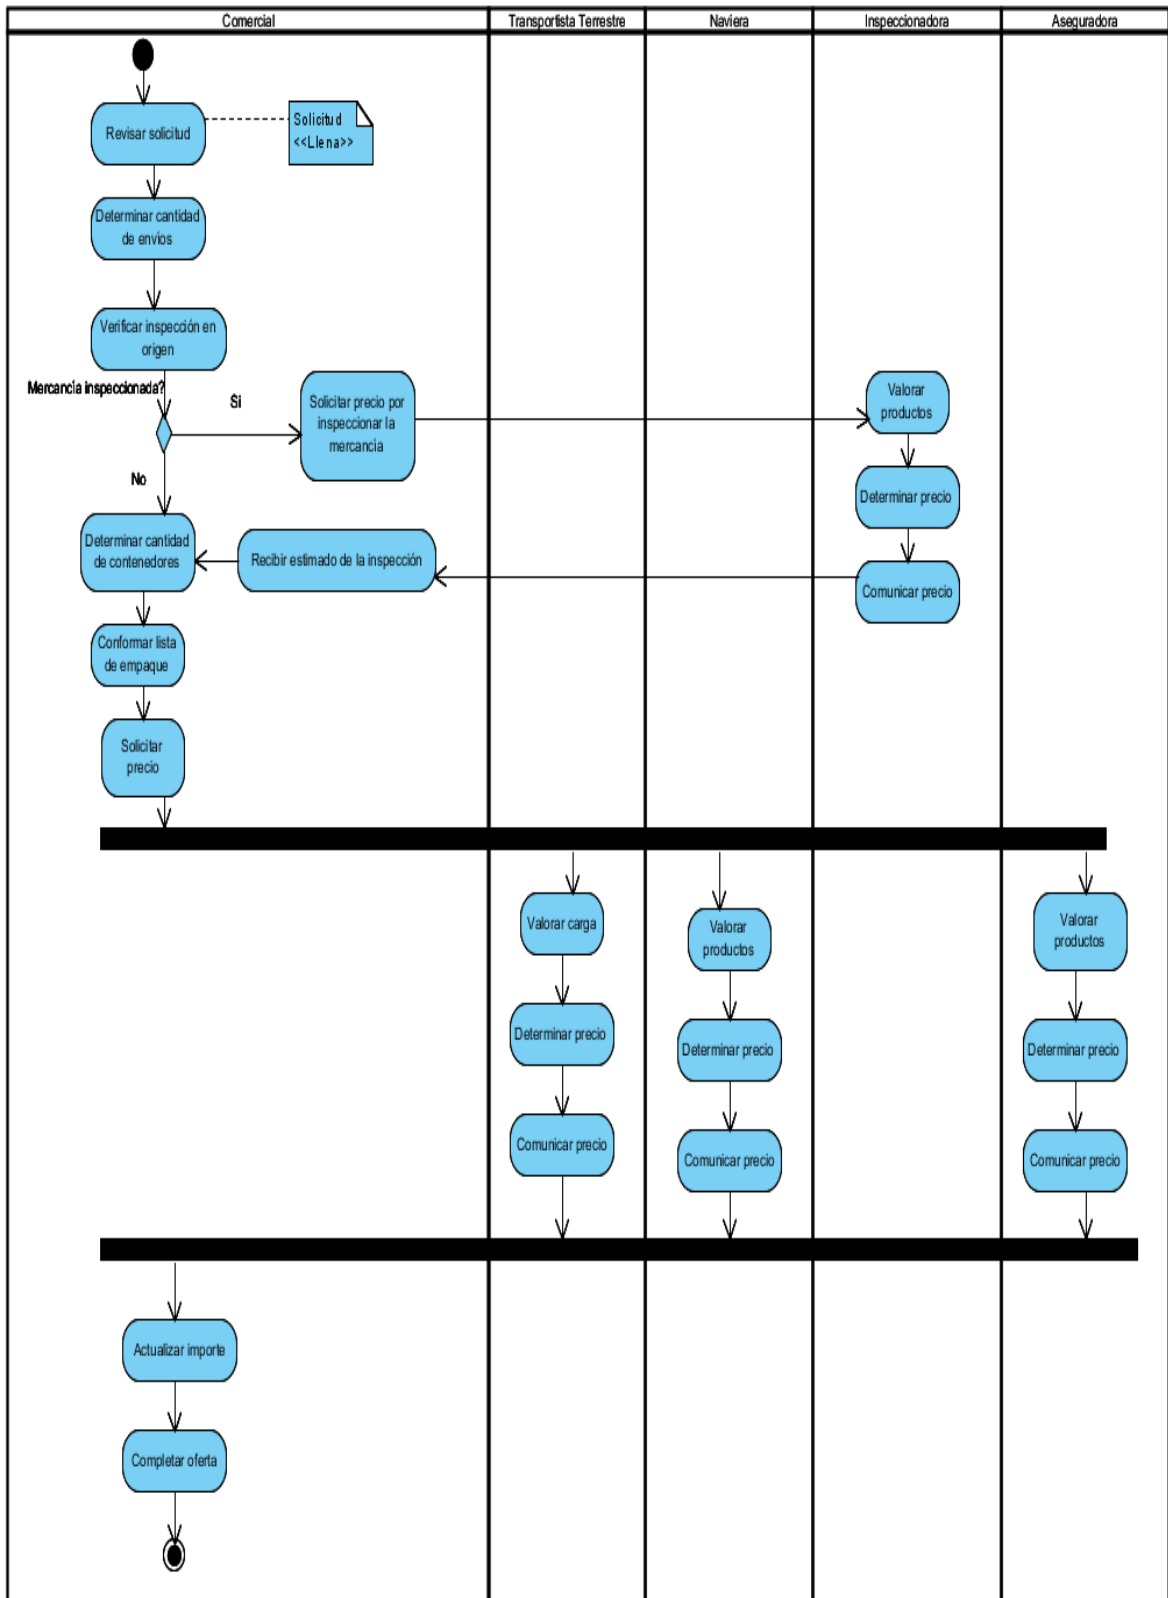 Comercial
Transportista Terrestre
Naviera
Inspeccionadora
Aseguradora
Revisar solicitud
Solicitud
<<Llena>>
Determinar cantidad
de envíos
Verificar inspección en
origen
Mercancía inspeccionada?
Si
Solicitar precio por
inspeccionar la
mercancía
Valorar
productos
No
Determinar precio
Determinar cantidad
de contenedores
Recibir estimado de la inspección
Comunicar precio
Conformar lista
de empaque
Solicitar
precio
Valorar carga
Valorar
productos
Valorar
productos
Determinar precio
Determinar precio
Determinar precio
Comunicar precio
Comunicar precio
Comunicar precio
Actualizar importe
Completar oferta